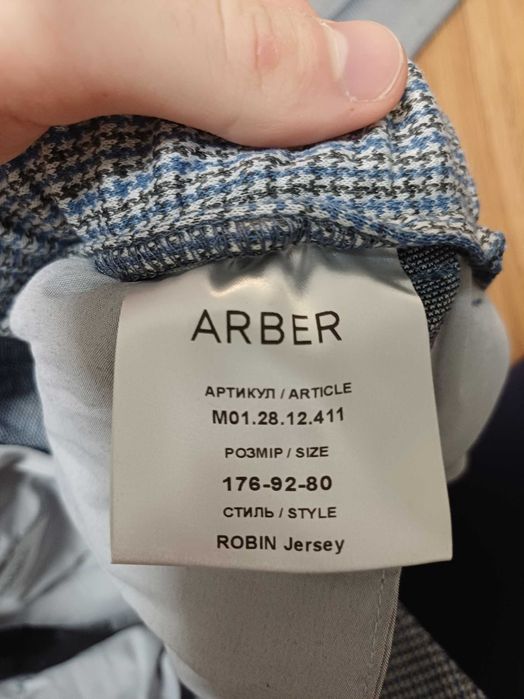 ARBER
АРТИКУЛ / ARTICLE
M01.28.12.411
РОЗМІР / SIZE
176-92-80
СТИЛЬ / STYLE
ROBIN Jersey